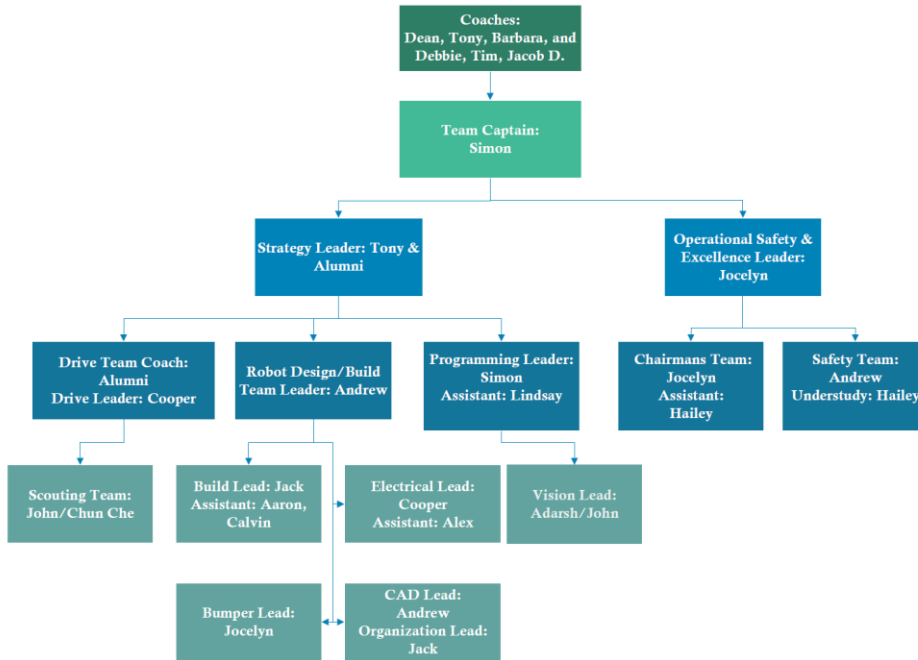 Coaches:
Dean, Tony, Barbara, and
Debbie, Tim, Jacob D.
Team Captain:
Simon
Strategy Leader: Tony &
Alumni
Operational Safety &
Excellence Leader:
Jocelyn
Drive Team Coach:
Alumni
Drive Leader: Cooper
Robot Design/Build
Team Leader: Andrew
Programming Leader:
Simon
Assistant: Lindsay
Chairmans Team:
Jocelyn
Assistant:
Hailey
Safety Team:
Andrew
Understudy: Hailey
Scouting Team:
John/Chun Che
Build Lead: Jack
Assistant: Aaron,
Calvin
Electrical Lead:
Cooper
Assistant: Alex
Vision Lead:
Adarsh/John
Bumper Lead:
Jocelyn
CAD Lead:
Andrew
Organization Lead:
Jack